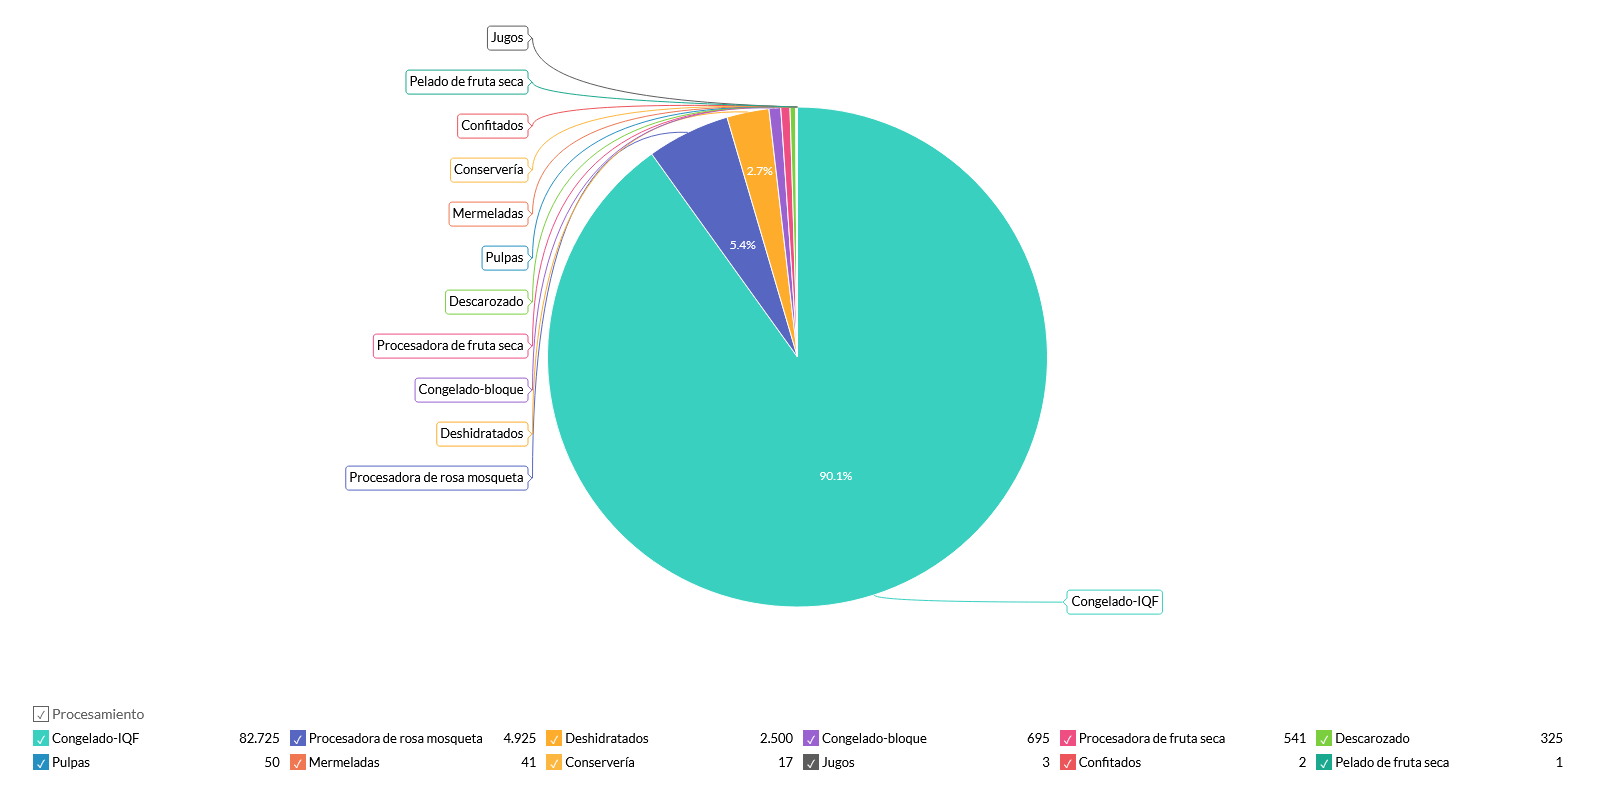 Jugos
Pelado de fruta seca
Confitados
Conservería
Mermeladas
Pulpas
Descarozado
Procesadora de fruta seca
Congelado-bloque
Deshidratados
Procesadora de rosa mosqueta
2.7%
5.4%
90.1%
Congelado-IQF
Procesamiento
Congelado-IQF 82.725 Procesadora de rosa mosqueta 4.925 Deshidratados 2.500 Congelado-bloque 695 Procesadora de fruta seca 541 Descarozado 325
Pulpas 50 Mermeladas 41 Conservería 17 Jugos 3 Confitados 2 Pelado de fruta seca 1